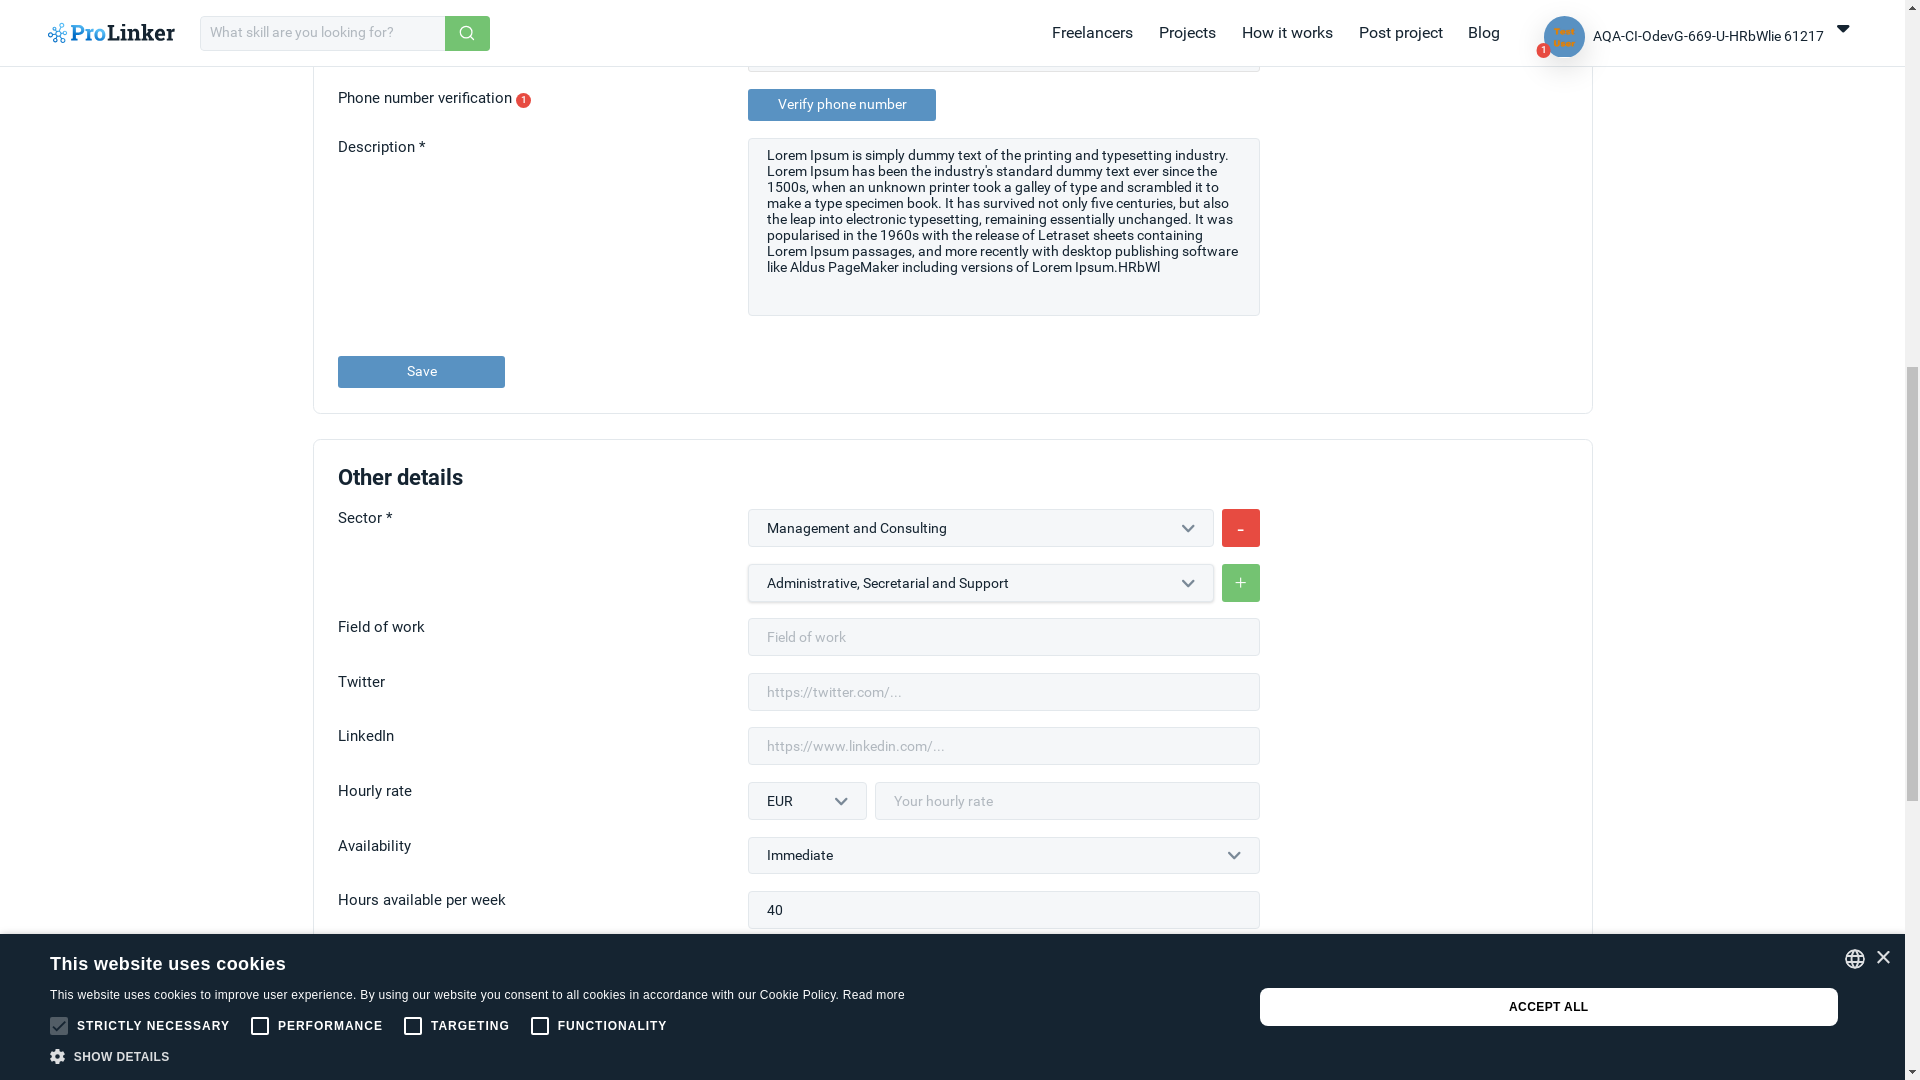 ProLinker
What skill are you looking for?
Freelancers
Projects
How it works
Post project
Blog
Test
User
1
AQA-CI-OdevG-669-U-HRbWlie 61217
Phone number verification 1
Verify phone number
Description *
Lorem Ipsum is simply dummy text of the printing and typesetting industry.
Lorem Ipsum has been the industry's standard dummy text ever since the
1500s, when an unknown printer took a galley of type and scrambled it to
make a type specimen book. It has survived not only five centuries, but also
the leap into electronic typesetting, remaining essentially unchanged. It was
popularised in the 1960s with the release of Letraset sheets containing
Lorem Ipsum passages, and more recently with desktop publishing software
like Aldus PageMaker including versions of Lorem Ipsum.HRbWl
Save
Other details
Sector *
Management and Consulting
-
Administrative, Secretarial and Support
+
Field of work
Field of work
Twitter
https://twitter.com/...
LinkedIn
https://www.linkedin.com/...
Hourly rate
EUR
Your hourly rate
Availability
Immediate
Hours available per week
40
This website uses cookies
×
This website uses cookies to improve user experience. By using our website you consent to all cookies in accordance with our Cookie Policy. Read more
STRICTLY NECESSARY
PERFORMANCE
TARGETING
FUNCTIONALITY
ACCEPT ALL
SHOW DETAILS